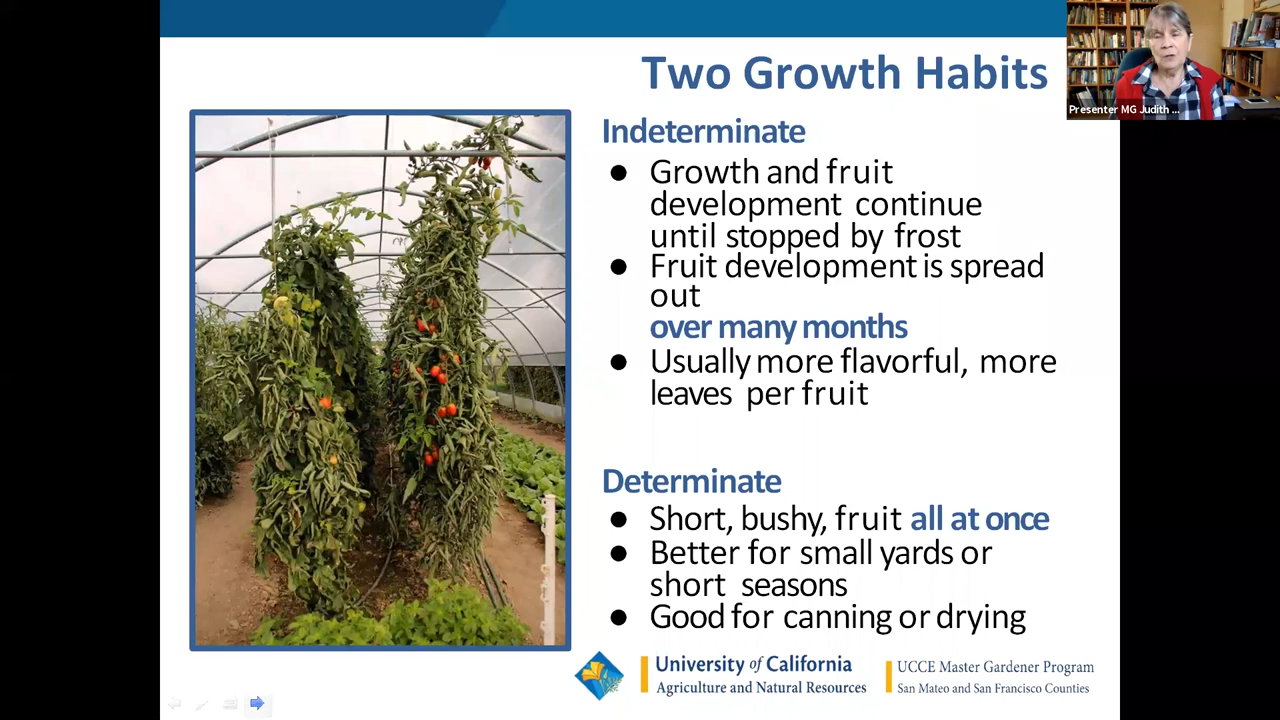 Two Growth Habits
Presenter MG Judith ...
Indeterminate
● Growth and fruit
development continue
until stopped by frost
● Fruit development is spread
out
over many months
● Usually more flavorful, more
leaves per fruit
Determinate
● Short, bushy, fruit all at once
● Better for small yards or
short seasons
● Good for canning or drying
University of California
Agriculture and Natural Resources
UCCE Master Gardener Program
San Mateo and San Francisco Counties